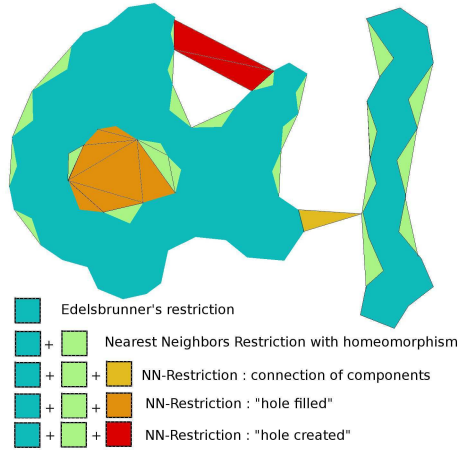 Edelsbrunner's restriction
+ Nearest Neighbors Restriction with homeomorphism
+ + NN-Restriction : connection of components
+ + NN-Restriction : "hole filled"
+ + NN-Restriction : "hole created"